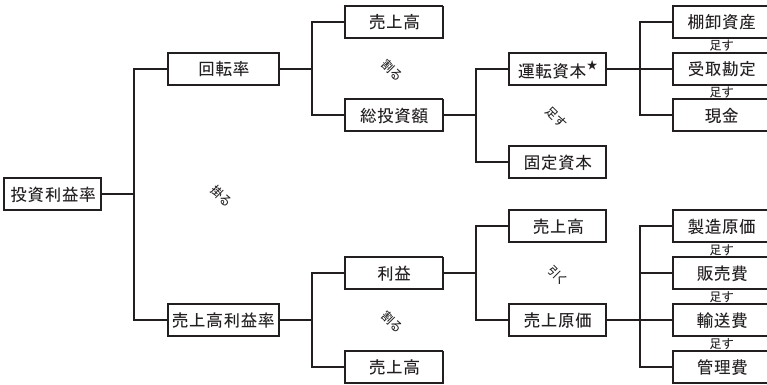 投資利益率
回転率
掛る
売上高利益率
売上高
割る
総投資額
利益
割る
売上高
運転資本★
足す
固定資本
売上高
引く
売上原価
棚卸資産
足す
受取勘定
足す
現金
製造原価
足す
販売費
足す
輸送費
足す
管理費